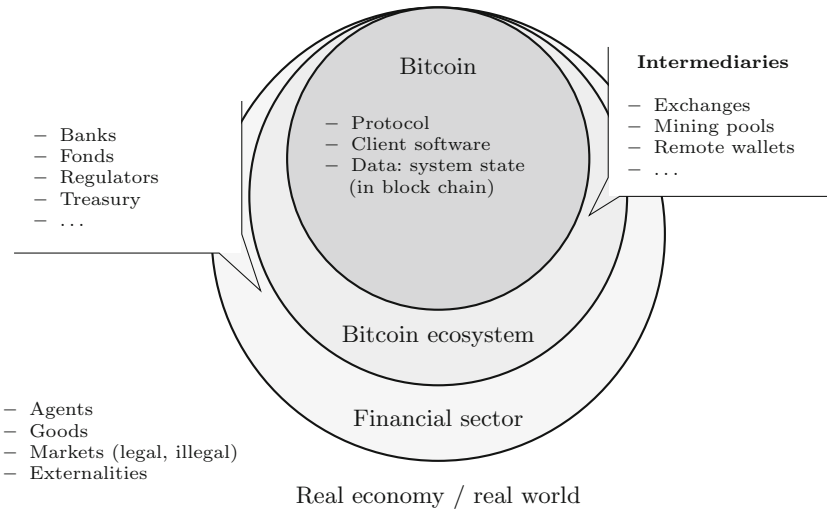 Bitcoin
– Protocol
– Client software
– Data: system state
(in block chain)
Intermediaries
– Exchanges
– Mining pools
– Remote wallets
– ...
– Banks
– Fonds
– Regulators
– Treasury
– ...
Bitcoin ecosystem
Financial sector
– Agents
– Goods
– Markets (legal, illegal)
– Externalities
Real economy / real world